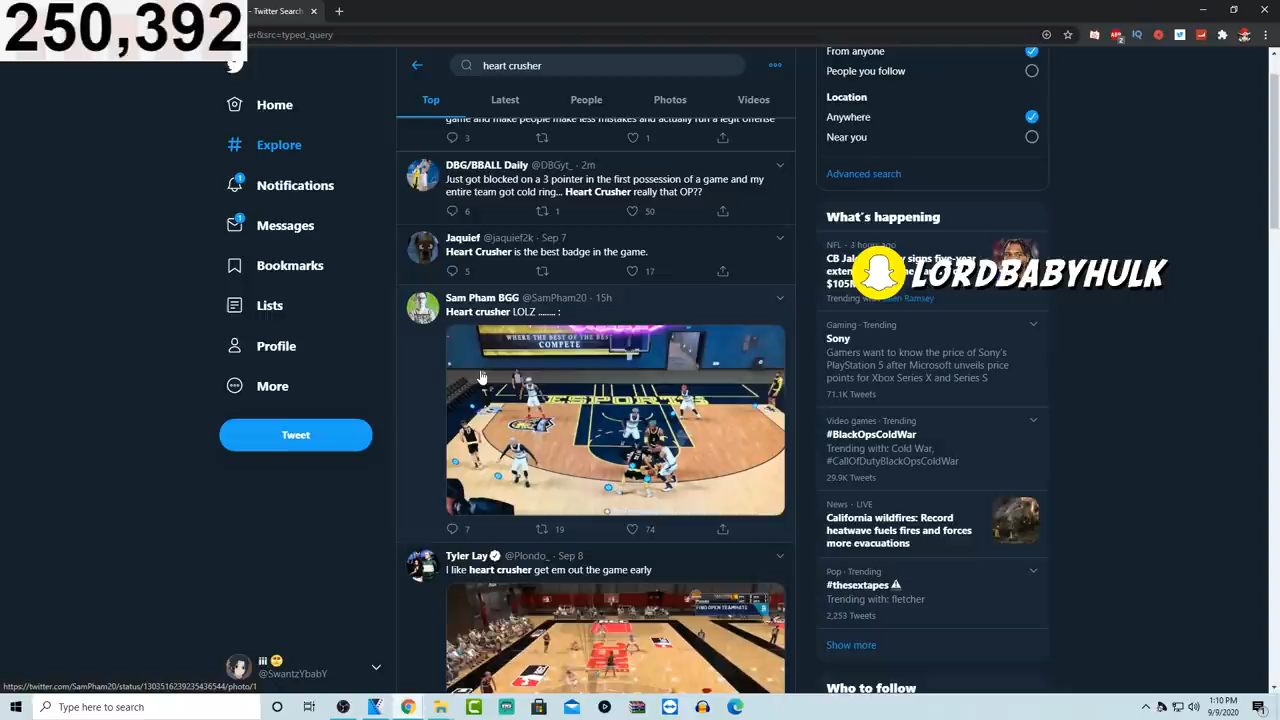 250,392
- Twitter Search
er&src=typed_query
heart crusher
Top
Latest
People
Photos
Videos
Home
Explore
1
Notifications
1
Messages
Bookmarks
Lists
Profile
More
Tweet
iii
@SwantzYbabY
game and make people make less mistakes and actually run a legit offense
3
1
DBG/BBALL Daily @DBGyt_ · 2m
Just got blocked on a 3 pointer in the first possession of a game and my
entire team got cold ring... Heart Crusher really that OP??
6
1
50
Jaquief @jaquief2k · Sep 7
Heart Crusher is the best badge in the game.
5
17
Sam Pham BGG @SamPham20 · 15h
Heart crusher LOLZ ........ :
WHERE THE BEST OF THE BEST
COMPETE
ESPORTS
7
19
74
Tyler Lay @Plondo_ · Sep 8
I like heart crusher get em out the game early
FIND OPEN TEAMMATE
From anyone
People you follow
Location
Anywhere
Near you
Advanced search
What's happening
NFL · 3 hours ago
CB Jal signs five-year
exten
$105M
Trending with Jalen Ramsey
LORDBABYHULK
Gaming · Trending
Sony
Gamers want to know the price of Sony's
PlayStation 5 after Microsoft unveils price
points for Xbox Series X and Series S
71.1K Tweets
Video games · Trending
#BlackOpsColdWar
Trending with: Cold War,
#CallOfDutyBlackOpsColdWar
29.9K Tweets
News · LIVE
California wildfires: Record
heatwave fuels fires and forces
more evacuations
Pop · Trending
#thesextapes
Trending with: fletcher
2,253 Tweets
Show more
Who to follow
https://twitter.com/SamPham20/status/1303516239235436544/photo/1
Type here to search
1:10 PM
9/9/2020